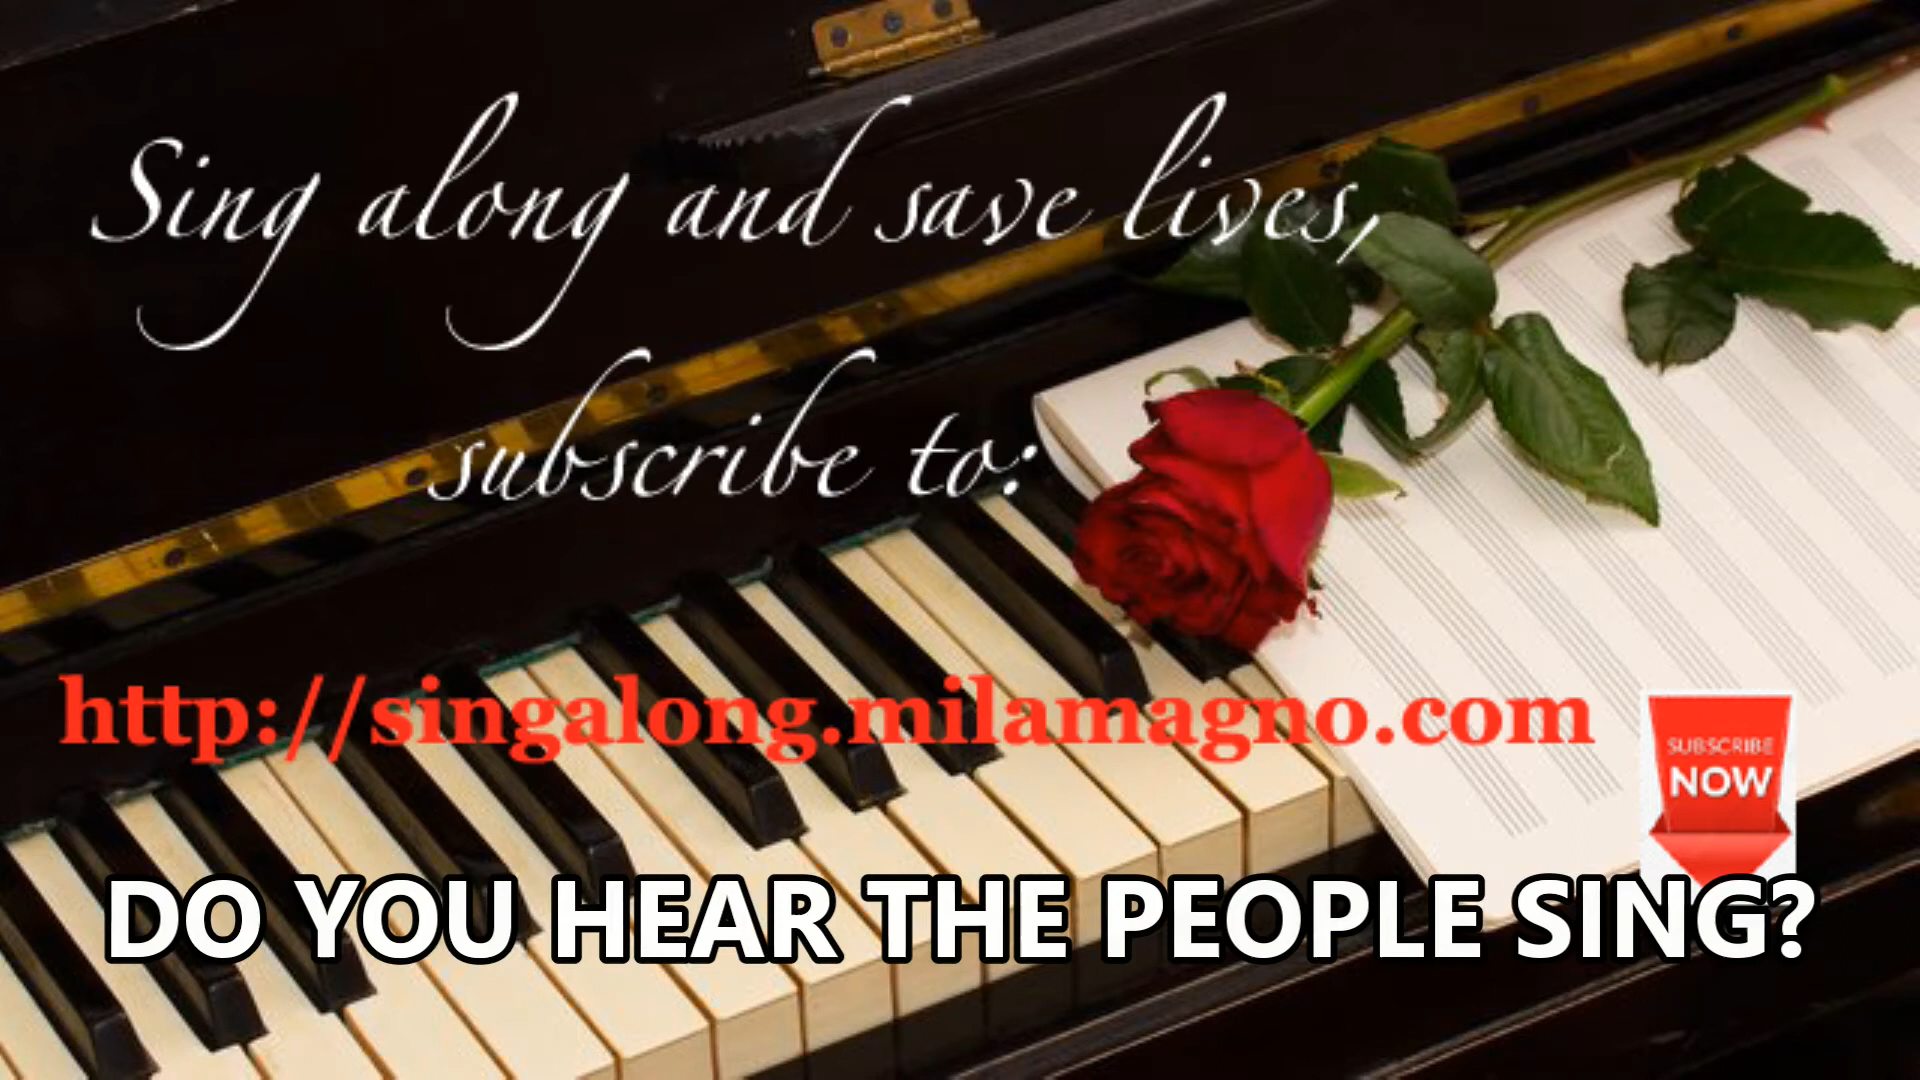 Sing along and save lives,
subscribe to:
http://singalong.milamagno.com
SUBSCRIBE
NOW
DO YOU HEAR THE PEOPLE SING?